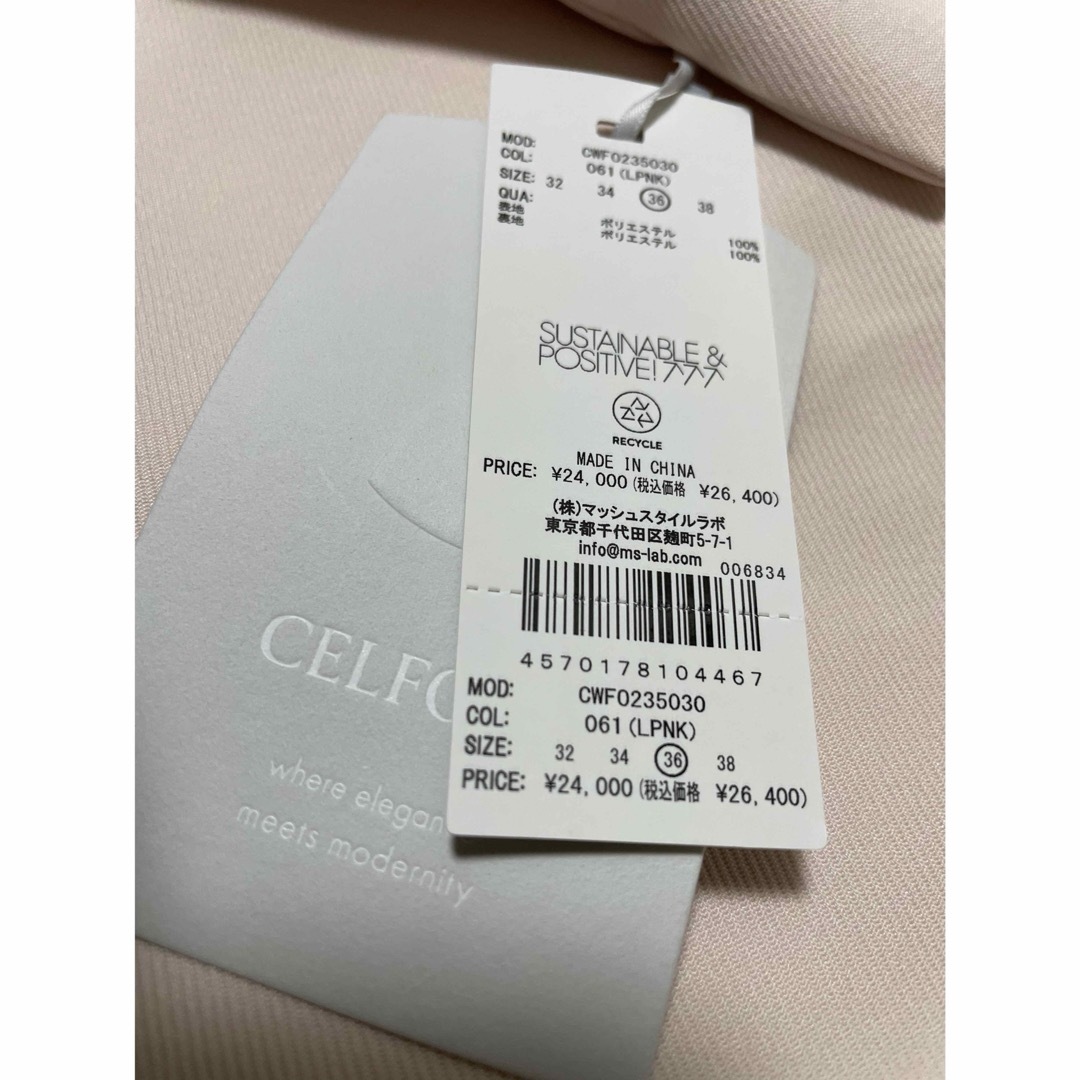 MOD: CWF0235030
COL: 061(LPNK)
SIZE: 32 34 36 38
QUA:
表地 ポリエステル 100%
裏地 ポリエステル 100%
SUSTAINABLE &
POSITIVE!
RECYCLE
MADE IN CHINA
PRICE: ¥24,000(税込価格 ¥26,400)
(株)マッシュスタイルラボ
東京都千代田区麹町5-7-1
info@ms-lab.com
006834
4570178104467
MOD: CWF0235030
COL: 061(LPNK)
SIZE: 32 34 36 38
PRICE: ¥24,000(税込価格 ¥26,400)
CELFO
where elegan
meets modernity